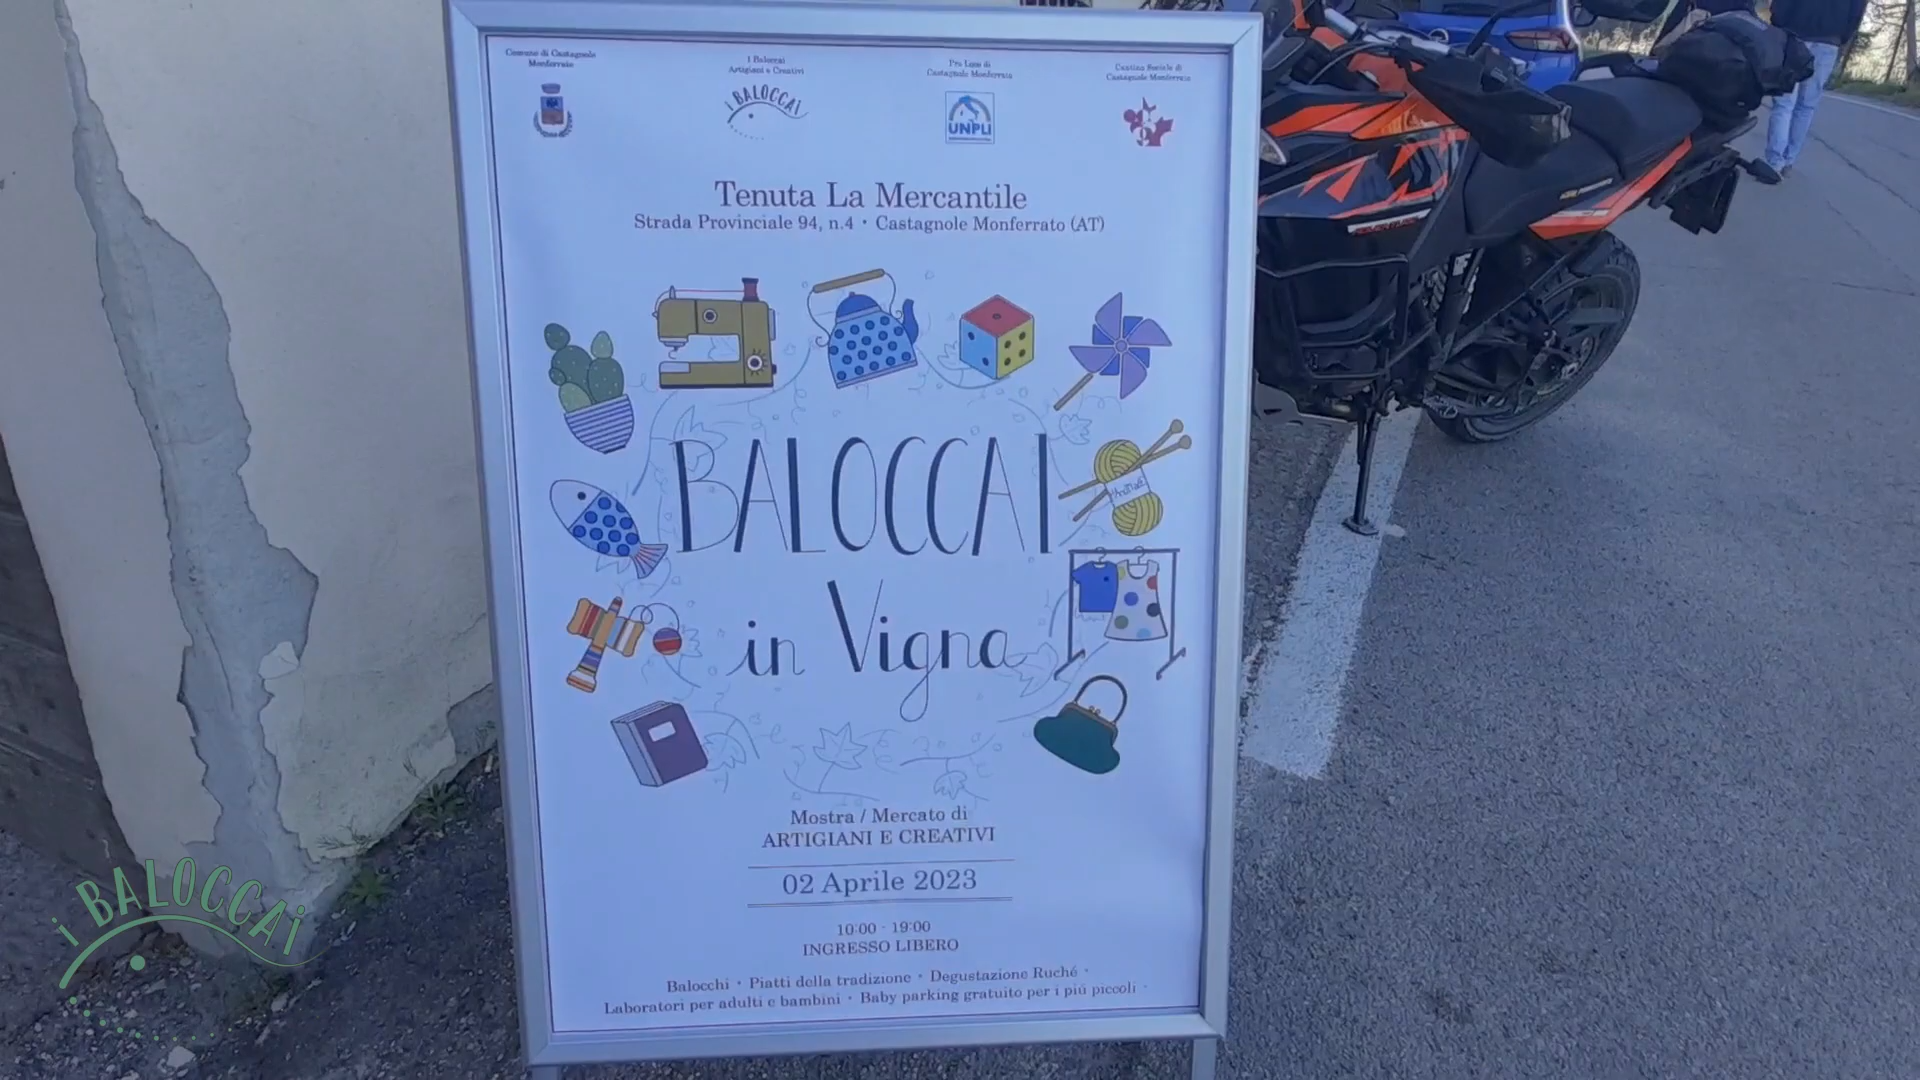 Comune di Castagnole
Monferrato
I Baloccai
Artigiani e Creativi
Pro Loco di
Castagnole Monferrato
Cantina Sociale di
Castagnole Monferrato
i BALOCCAi
UNPLI
Tenuta La Mercantile
Strada Provinciale 94, n.4 • Castagnole Monferrato (AT)
BALOCCAI
in Vigna
Mostra / Mercato di
ARTIGIANI E CREATIVI
02 Aprile 2023
10:00 - 19:00
INGRESSO LIBERO
Balocchi • Piatti della tradizione • Degustazione Ruché •
Laboratori per adulti e bambini • Baby parking gratuito per i più piccoli •
i BALOCCAi